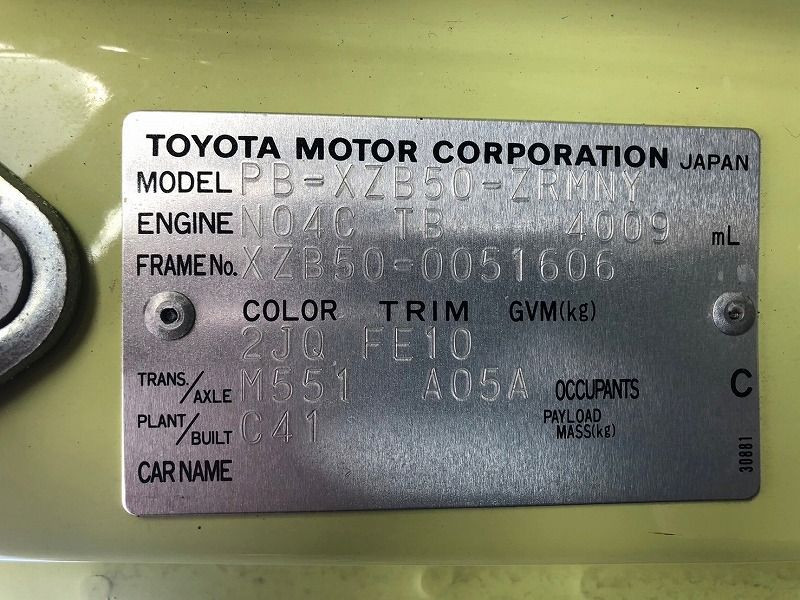 TOYOTA MOTOR CORPORATION JAPAN
MODEL PB-XZB50-ZRMNY
ENGINE N04C TB 4009 mL
FRAME No. XZB50-0051606
COLOR TRIM GVM(kg)
2JQ FE10
TRANS./AXLE M551 A05A OCCUPANTS C
PLANT/BUILT C41 PAYLOAD MASS(kg)
CAR NAME
30881